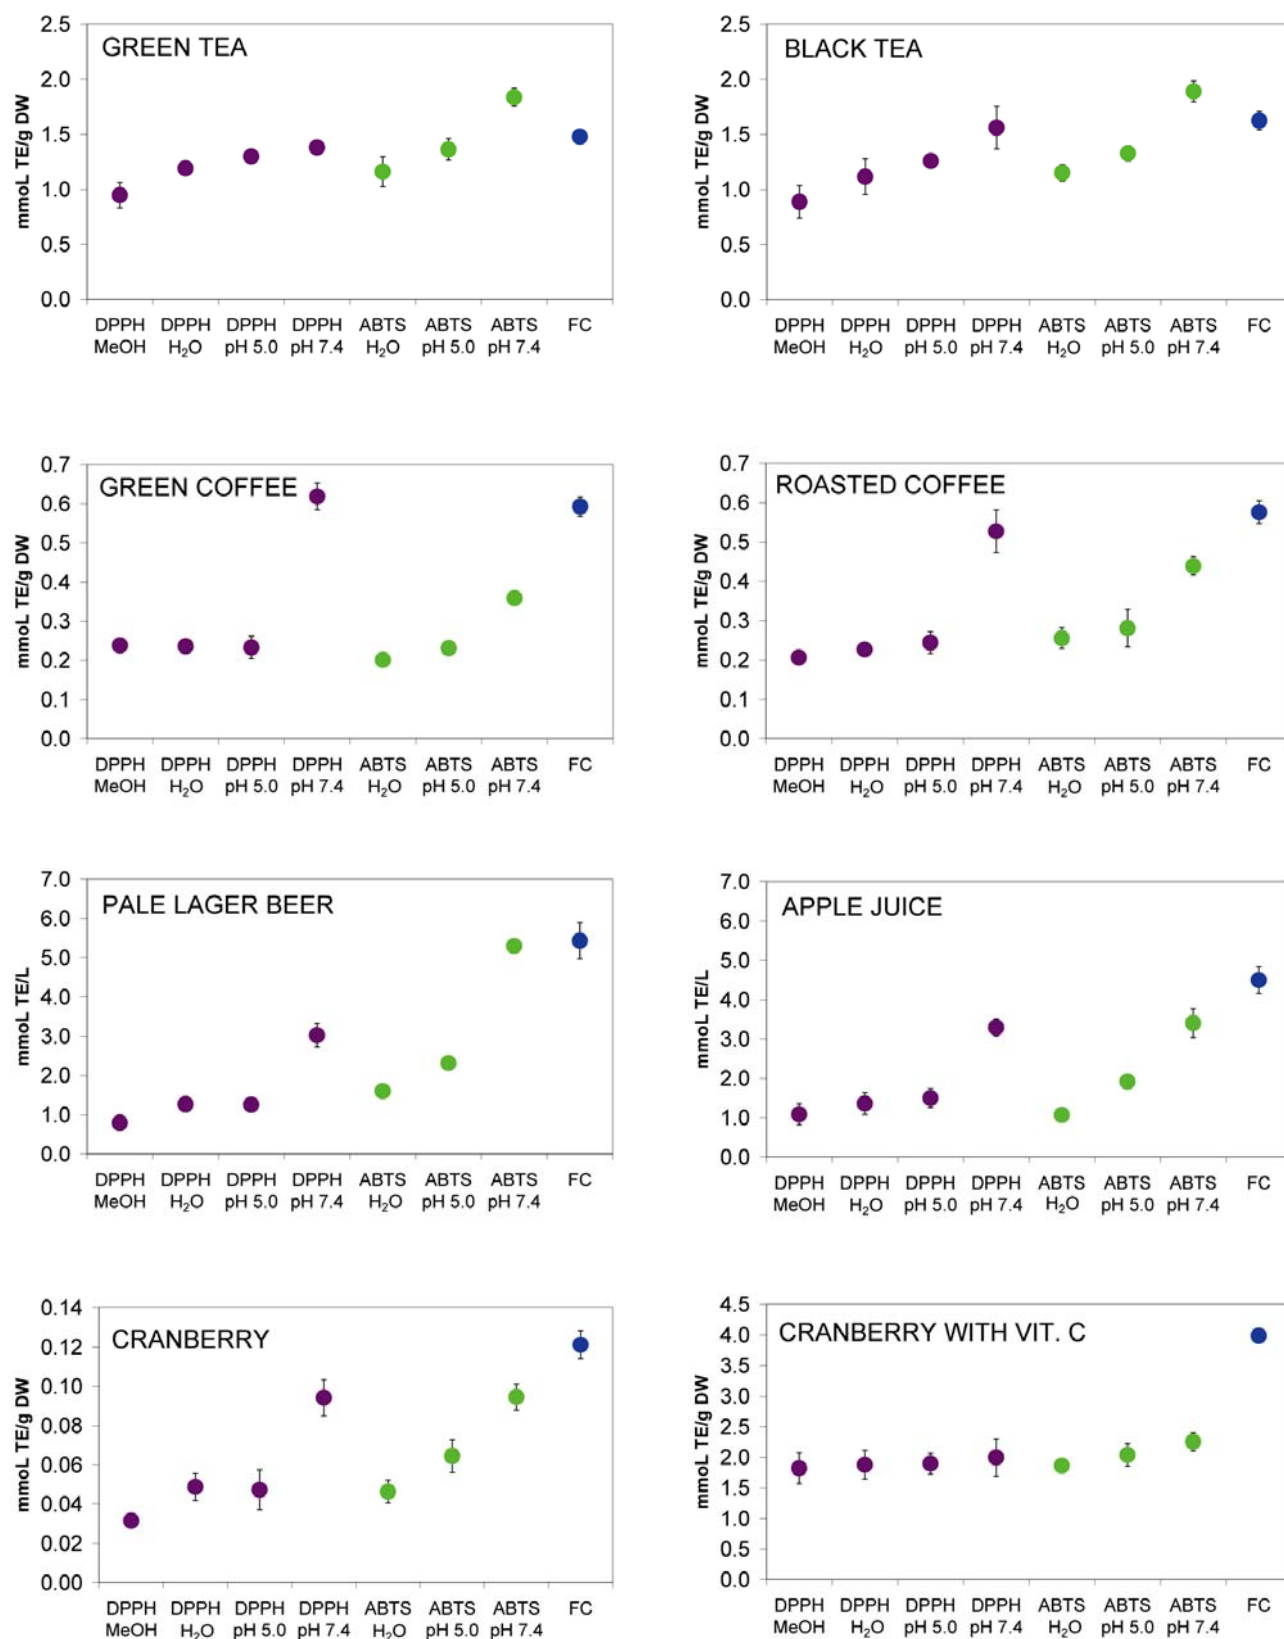 GREEN TEA
mmoL TE/g DW
2.5
2.0
1.5
1.0
0.5
0.0
DPPH DPPH DPPH DPPH ABTS ABTS ABTS FC
MeOH H₂O pH 5.0 pH 7.4 H₂O pH 5.0 pH 7.4
BLACK TEA
mmoL TE/g DW
2.5
2.0
1.5
1.0
0.5
0.0
DPPH DPPH DPPH DPPH ABTS ABTS ABTS FC
MeOH H₂O pH 5.0 pH 7.4 H₂O pH 5.0 pH 7.4
GREEN COFFEE
mmoL TE/g DW
0.7
0.6
0.5
0.4
0.3
0.2
0.1
0.0
DPPH DPPH DPPH DPPH ABTS ABTS ABTS FC
MeOH H₂O pH 5.0 pH 7.4 H₂O pH 5.0 pH 7.4
ROASTED COFFEE
mmoL TE/g DW
0.7
0.6
0.5
0.4
0.3
0.2
0.1
0.0
DPPH DPPH DPPH DPPH ABTS ABTS ABTS FC
MeOH H₂O pH 5.0 pH 7.4 H₂O pH 5.0 pH 7.4
PALE LAGER BEER
mmoL TE/L
7.0
6.0
5.0
4.0
3.0
2.0
1.0
0.0
DPPH DPPH DPPH DPPH ABTS ABTS ABTS FC
MeOH H₂O pH 5.0 pH 7.4 H₂O pH 5.0 pH 7.4
APPLE JUICE
mmoL TE/L
7.0
6.0
5.0
4.0
3.0
2.0
1.0
0.0
DPPH DPPH DPPH DPPH ABTS ABTS ABTS FC
MeOH H₂O pH 5.0 pH 7.4 H₂O pH 5.0 pH 7.4
CRANBERRY
mmoL TE/g DW
0.14
0.12
0.10
0.08
0.06
0.04
0.02
0.00
DPPH DPPH DPPH DPPH ABTS ABTS ABTS FC
MeOH H₂O pH 5.0 pH 7.4 H₂O pH 5.0 pH 7.4
CRANBERRY WITH VIT. C
mmoL TE/g DW
4.5
4.0
3.5
3.0
2.5
2.0
1.5
1.0
0.5
0.0
DPPH DPPH DPPH DPPH ABTS ABTS ABTS FC
MeOH H₂O pH 5.0 pH 7.4 H₂O pH 5.0 pH 7.4